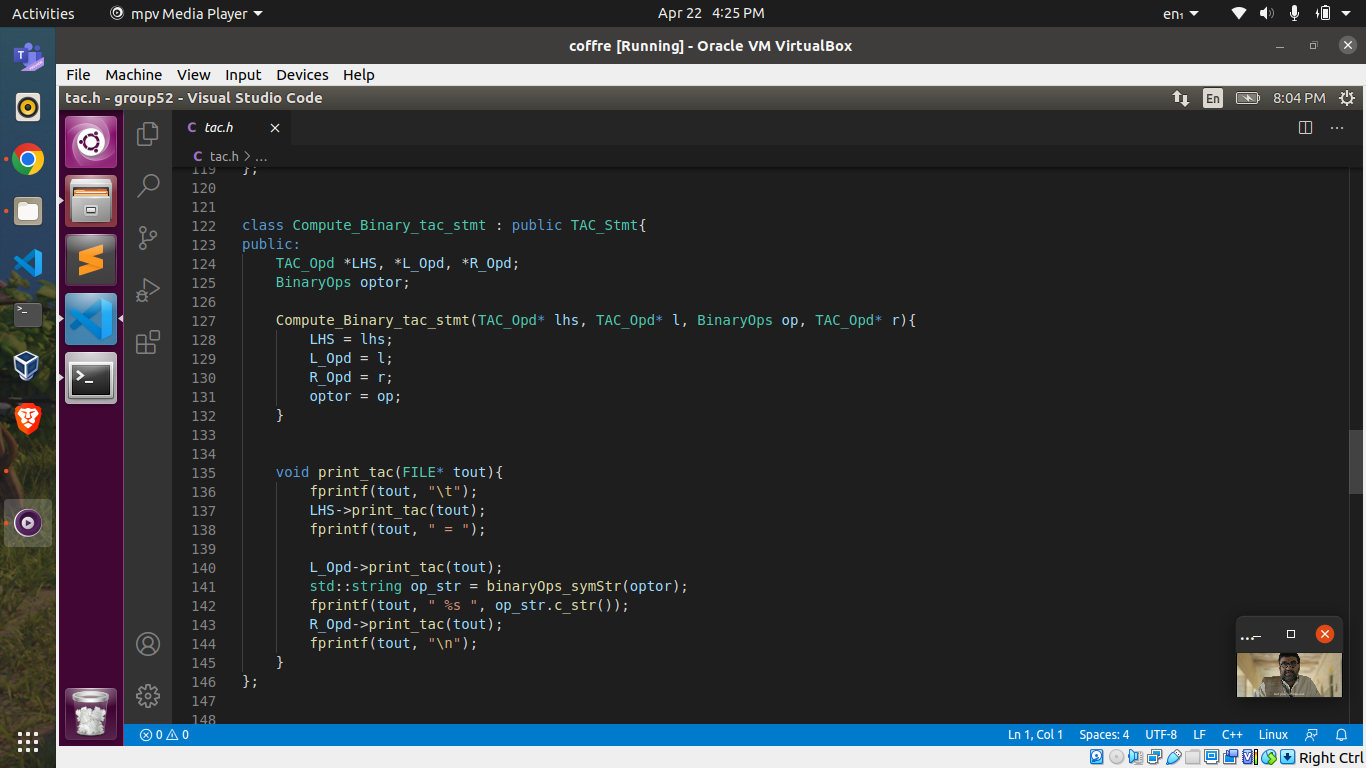 Activities mpv Media Player Apr 22 4:25 PM en₁
coffre [Running] - Oracle VM VirtualBox
File Machine View Input Devices Help
tac.h - group52 - Visual Studio Code En 8:04 PM
C tac.h
C tac.h > ...
119 };
120
121
122 class Compute_Binary_tac_stmt : public TAC_Stmt{
123 public:
124 TAC_Opd *LHS, *L_Opd, *R_Opd;
125 BinaryOps optor;
126
127 Compute_Binary_tac_stmt(TAC_Opd* lhs, TAC_Opd* l, BinaryOps op, TAC_Opd* r){
128 LHS = lhs;
129 L_Opd = l;
130 R_Opd = r;
131 optor = op;
132 }
133
134
135 void print_tac(FILE* tout){
136 fprintf(tout, "\t");
137 LHS->print_tac(tout);
138 fprintf(tout, " = ");
139
140 L_Opd->print_tac(tout);
141 std::string op_str = binaryOps_symStr(optor);
142 fprintf(tout, " %s ", op_str.c_str());
143 R_Opd->print_tac(tout);
144 fprintf(tout, "\n");
145 }
146 };
147
148
...
0 0 Ln 1, Col 1 Spaces: 4 UTF-8 LF C++ Linux
Right Ctrl